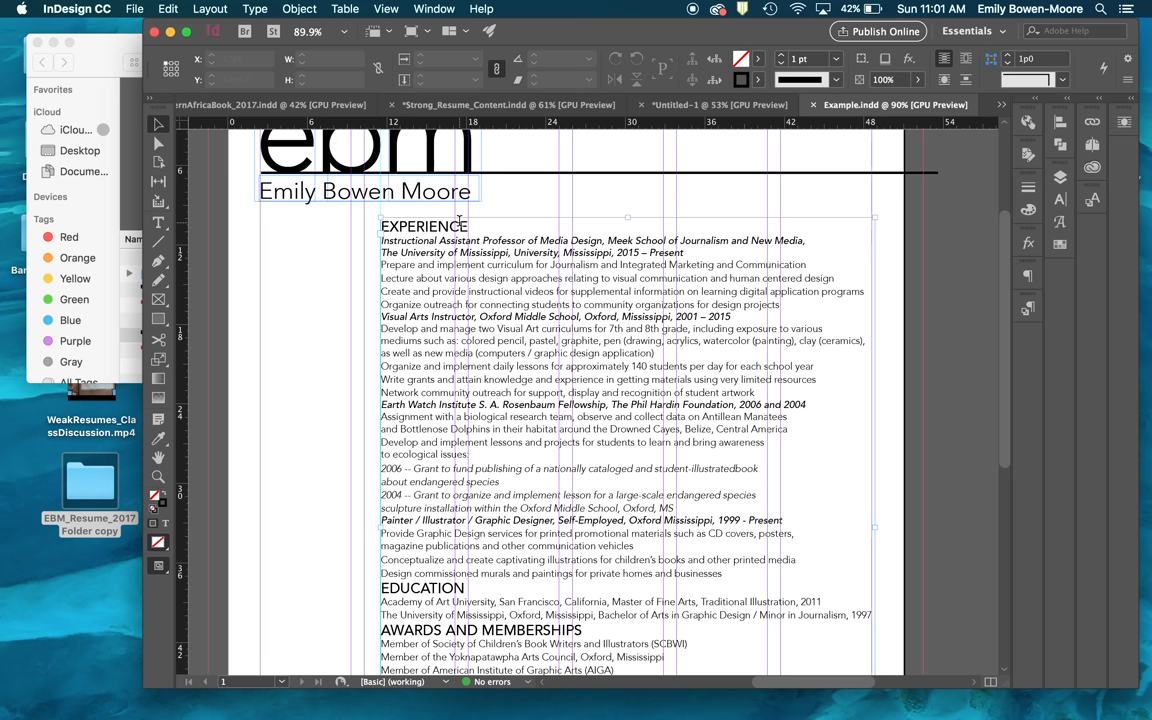 InDesign CC File Edit Layout Type Object Table View Window Help 42% Sun 11:01 AM Emily Bowen-Moore
Id Br St 89.9% Publish Online Essentials Adobe Help
X: W: 1 pt 1p0
Y: H: 100%
ernAfricaBook_2017.indd @ 42% [GPU Preview] *Strong_Resume_Content.indd @ 61% [GPU Preview] *Untitled-1 @ 53% [GPU Preview] Example.indd @ 90% [GPU Preview]
0 6 12 18 24 30 36 42 48 54
Favorites
iCloud
iClou...
Desktop
Docume...
Devices
Tags
Red
Orange
Yellow
Green
Blue
Purple
Gray
All Tags
Nam
WeakResumes_Cla
ssDiscussion.mp4
EBM_Resume_2017
Folder copy
ebm
Emily Bowen Moore
EXPERIENCE
Instructional Assistant Professor of Media Design, Meek School of Journalism and New Media,
The University of Mississippi, University, Mississippi, 2015 – Present
Prepare and implement curriculum for Journalism and Integrated Marketing and Communication
Lecture about various design approaches relating to visual communication and human centered design
Create and provide instructional videos for supplemental information on learning digital application programs
Organize outreach for connecting students to community organizations for design projects
Visual Arts Instructor, Oxford Middle School, Oxford, Mississippi, 2001 – 2015
Develop and manage two Visual Art curriculums for 7th and 8th grade, including exposure to various
mediums such as: colored pencil, pastel, graphite, pen (drawing, acrylics, watercolor (painting), clay (ceramics),
as well as new media (computers / graphic design application)
Organize and implement daily lessons for approximately 140 students per day for each school year
Write grants and attain knowledge and experience in getting materials using very limited resources
Network community outreach for support, display and recognition of student artwork
Earth Watch Institute S. A. Rosenbaum Fellowship, The Phil Hardin Foundation, 2006 and 2004
Assignment with a biological research team, observe and collect data on Antillean Manatees
and Bottlenose Dolphins in their habitat around the Drowned Cayes, Belize, Central America
Develop and implement lessons and projects for students to learn and bring awareness
to ecological issues:
2006 -- Grant to fund publishing of a nationally cataloged and student-illustratedbook
about endangered species
2004 -- Grant to organize and implement lesson for a large-scale endangered species
sculpture installation within the Oxford Middle School, Oxford, MS
Painter / Illustrator / Graphic Designer, Self-Employed, Oxford Mississippi, 1999 - Present
Provide Graphic Design services for printed promotional materials such as CD covers, posters,
magazine publications and other communication vehicles
Conceptualize and create captivating illustrations for children's books and other printed media
Design commissioned murals and paintings for private homes and businesses
EDUCATION
Academy of Art University, San Francisco, California, Master of Fine Arts, Traditional Illustration, 2011
The University of Mississippi, Oxford, Mississippi, Bachelor of Arts in Graphic Design / Minor in Journalism, 1997
AWARDS AND MEMBERSHIPS
Member of Society of Children's Book Writers and Illustrators (SCBWI)
Member of the Yoknapatawpha Arts Council, Oxford, Mississippi
Member of American Institute of Graphic Arts (AIGA)
1 [Basic] (working) No errors